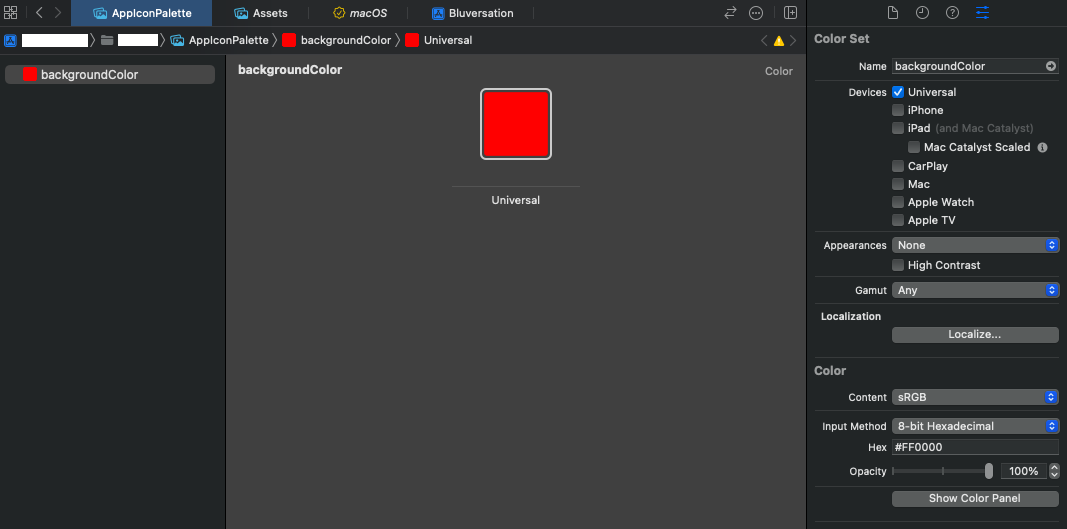 AppIconPalette
Assets
macOS
Bluversation
AppIconPalette
backgroundColor
Universal
backgroundColor
backgroundColor
Color
Universal
Color Set
Name backgroundColor
Devices Universal
iPhone
iPad (and Mac Catalyst)
Mac Catalyst Scaled
CarPlay
Mac
Apple Watch
Apple TV
Appearances None
High Contrast
Gamut Any
Localization
Localize...
Color
Content sRGB
Input Method 8-bit Hexadecimal
Hex #FF0000
Opacity 100%
Show Color Panel